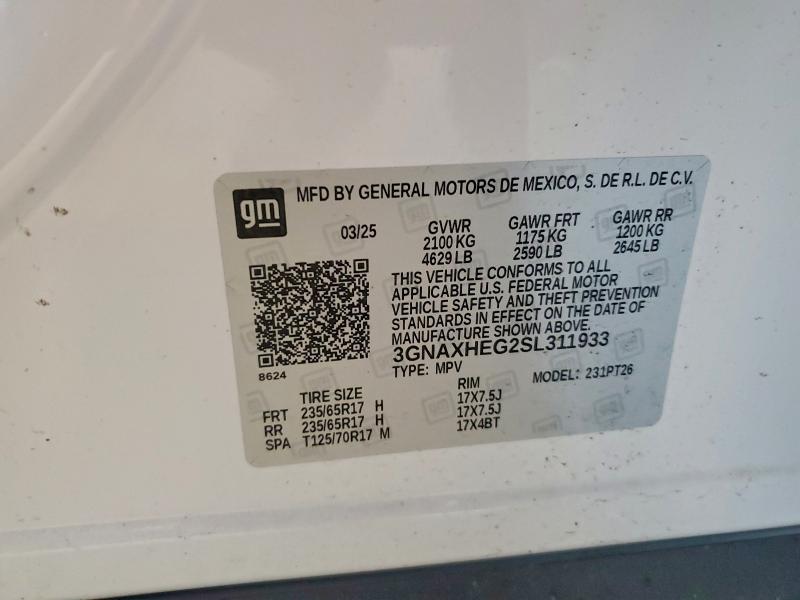 gm
MFD BY GENERAL MOTORS DE MEXICO, S. DE R.L. DE C.V.
03/25 GVWR GAWR FRT GAWR RR
2100 KG 1175 KG 1200 KG
4629 LB 2590 LB 2645 LB
THIS VEHICLE CONFORMS TO ALL
APPLICABLE U.S. FEDERAL MOTOR
VEHICLE SAFETY AND THEFT PREVENTION
STANDARDS IN EFFECT ON THE DATE OF
MANUFACTURE SHOWN ABOVE.
3GNAXHEG2SL311933
8624
TYPE: MPV MODEL: 231PT26
TIRE SIZE RIM
FRT 235/65R17 H 17X7.5J
RR 235/65R17 H 17X7.5J
SPA T125/70R17 M 17X4BT